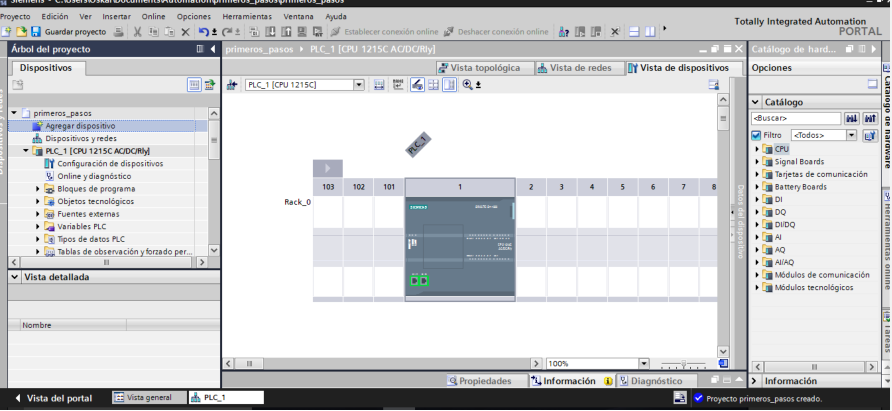 Siemens - C:\Users\Oskar\Documents\Automation\primeros_pasos\primeros_pasos
Proyecto Edición Ver Insertar Online Opciones Herramientas Ventana Ayuda
Totally Integrated Automation
PORTAL
Guardar proyecto
Establecer conexión online
Deshacer conexión online
Árbol del proyecto
primeros_pasos PLC_1 [CPU 1215C AC/DC/Rly]
Catálogo de hard...
Dispositivos
Vista topológica
Vista de redes
Vista de dispositivos
Opciones
PLC_1 [CPU 1215C]
primeros_pasos
Agregar dispositivo
Dispositivos y redes
PLC_1 [CPU 1215C AC/DC/Rly]
Configuración de dispositivos
Online y diagnóstico
Bloques de programa
Objetos tecnológicos
Fuentes externas
Variables PLC
Tipos de datos PLC
Tablas de observación y forzado per...
Vista detallada
Nombre
PLC_1
103 102 101 1 2 3 4 5 6 7 8
Rack_0
SIEMENS
Datos del dispositivo
100%
Propiedades
Información
Diagnóstico
Catálogo
<Buscar>
Filtro
<Todos>
CPU
Signal Boards
Tarjetas de comunicación
Battery Boards
DI
DQ
DI/DQ
AI
AQ
AI/AQ
Módulos de comunicación
Módulos tecnológicos
Información
Catálogo de hardware
Herramientas online
Tareas
Vista del portal
Vista general
PLC_1
Proyecto primeros_pasos creado.